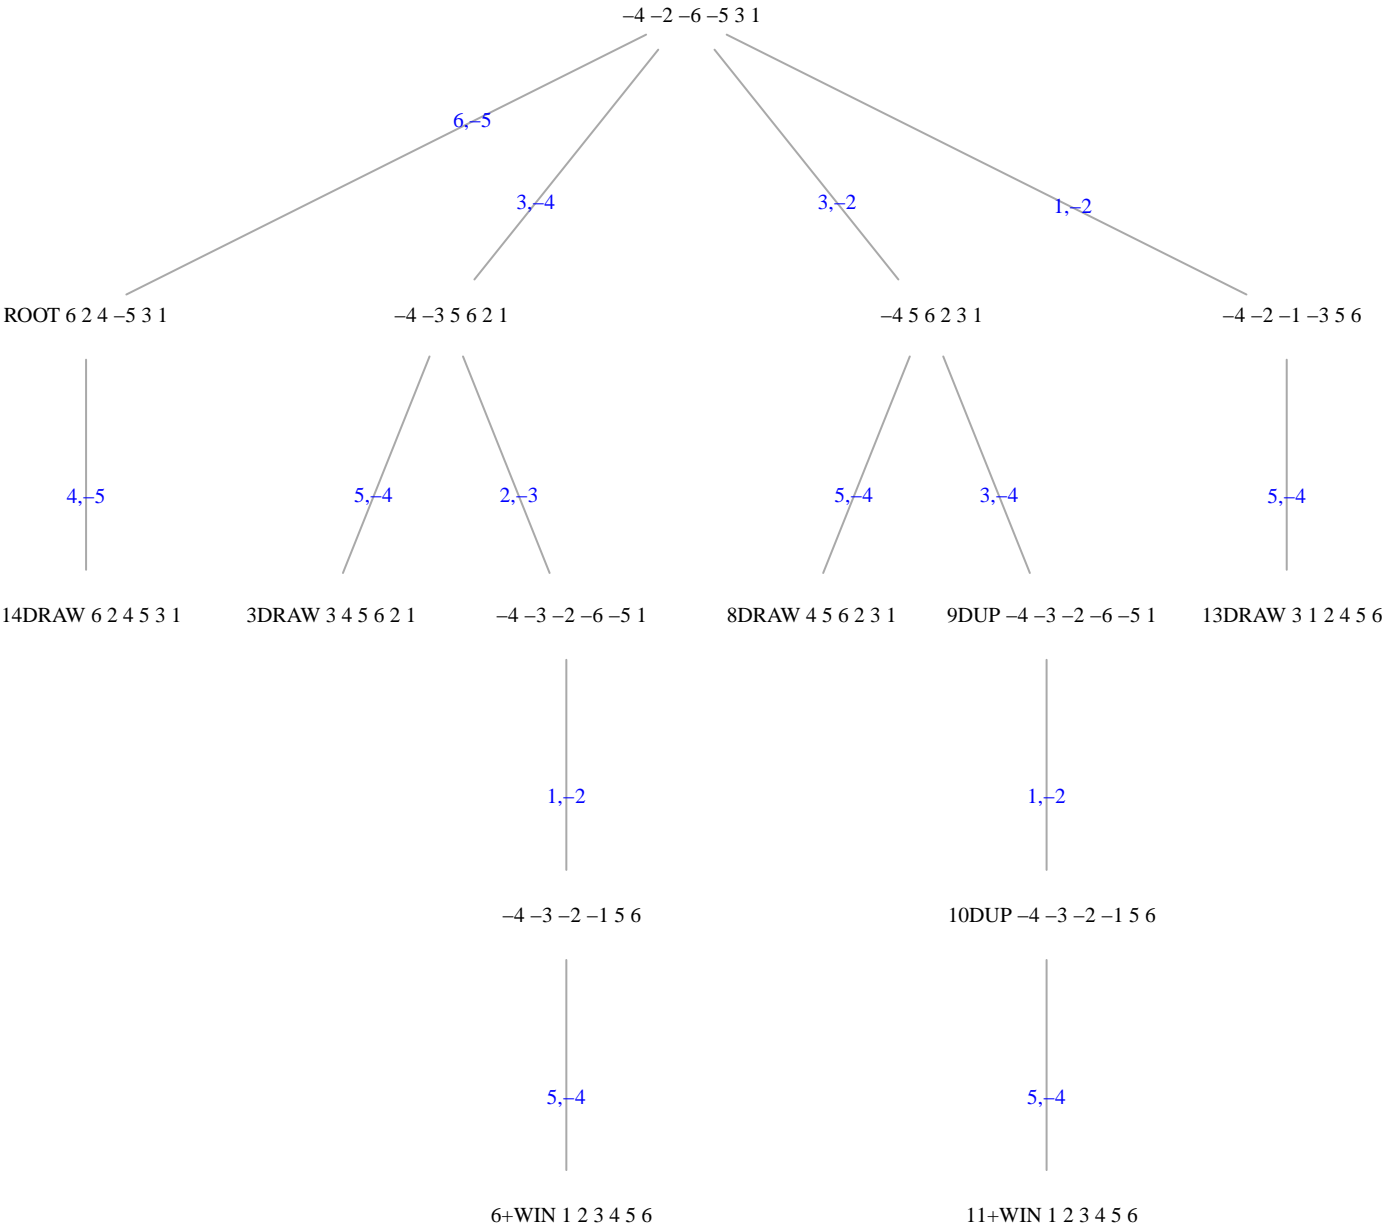 –4 –2 –6 –5 3 1
6,–5
3,–4
3,–2
1,–2
ROOT 6 2 4 –5 3 1
–4 –3 5 6 2 1
–4 5 6 2 3 1
–4 –2 –1 –3 5 6
4,–5
5,–4
2,–3
5,–4
3,–4
5,–4
14DRAW 6 2 4 5 3 1
3DRAW 3 4 5 6 2 1
–4 –3 –2 –6 –5 1
8DRAW 4 5 6 2 3 1
9DUP –4 –3 –2 –6 –5 1
13DRAW 3 1 2 4 5 6
1,–2
1,–2
–4 –3 –2 –1 5 6
10DUP –4 –3 –2 –1 5 6
5,–4
5,–4
6+WIN 1 2 3 4 5 6
11+WIN 1 2 3 4 5 6